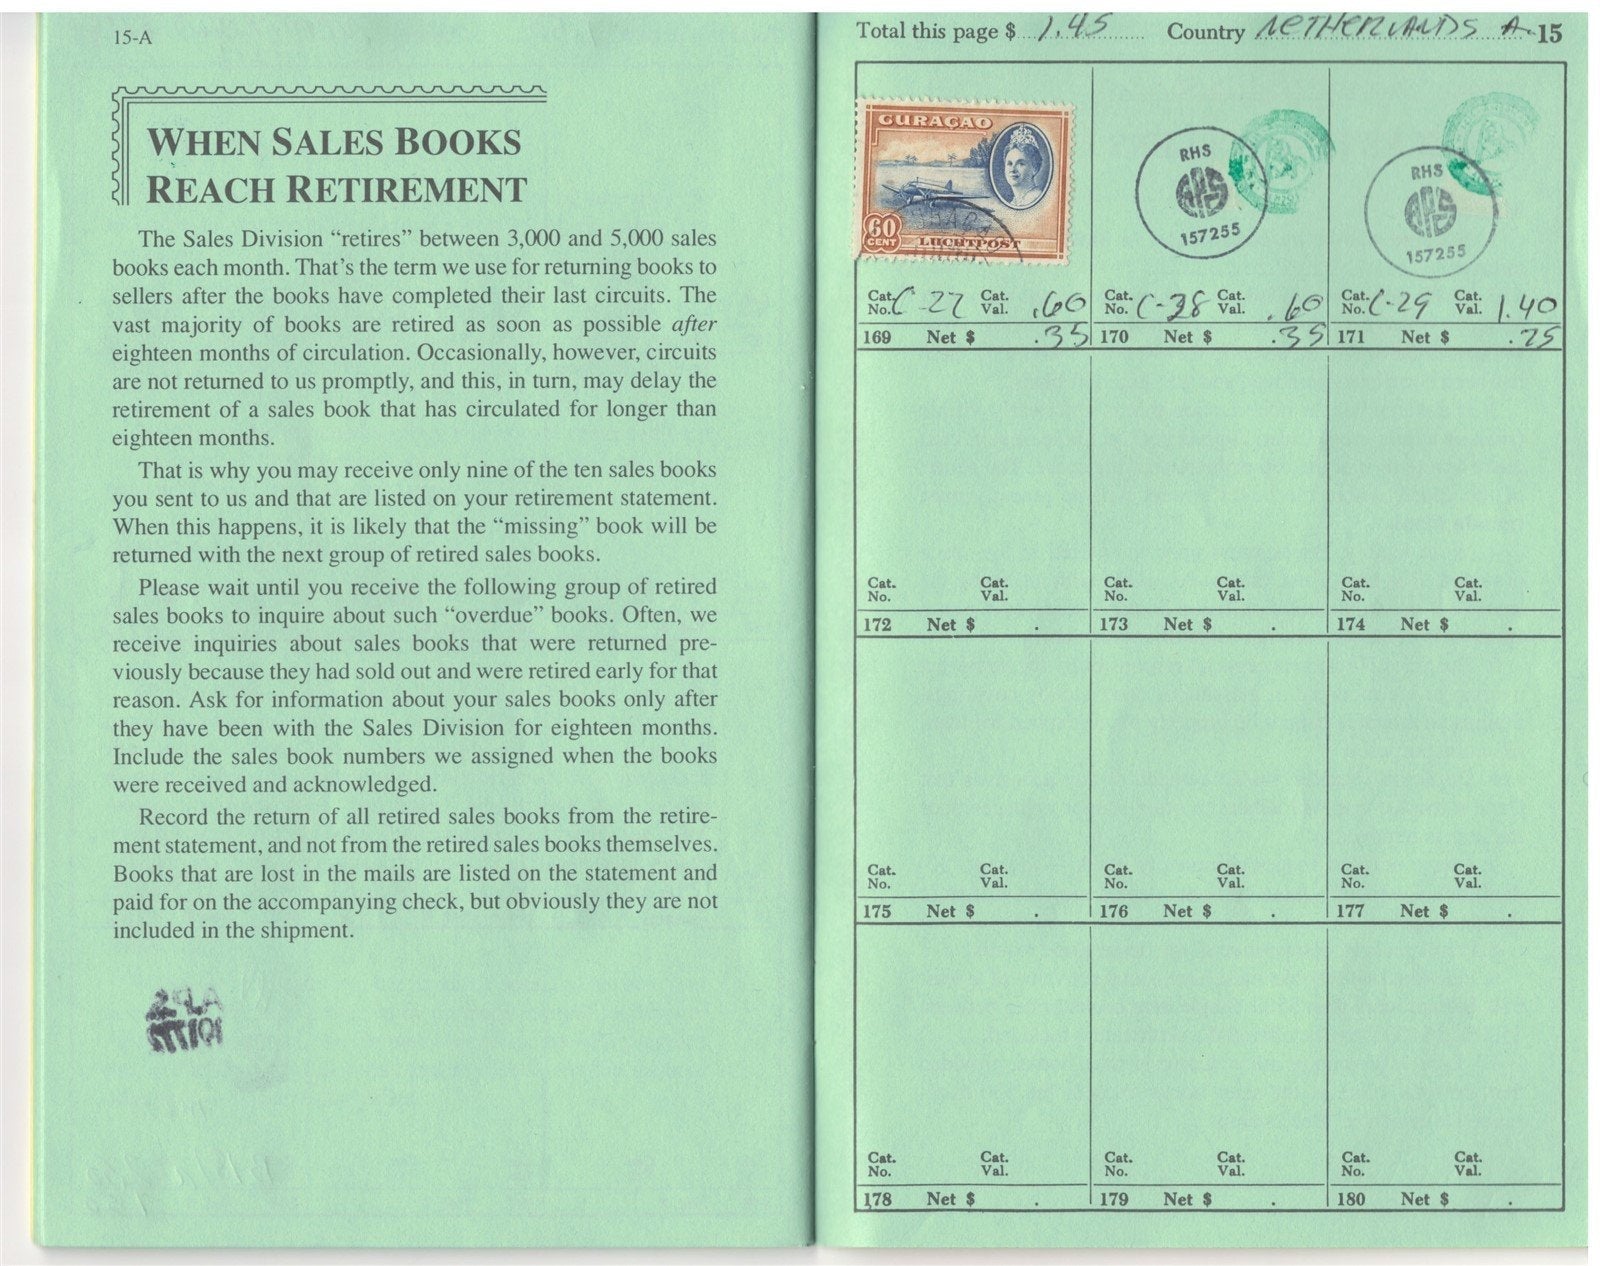 15-A
WHEN SALES BOOKS
REACH RETIREMENT
The Sales Division “retires” between 3,000 and 5,000 sales
books each month. That’s the term we use for returning books to
sellers after the books have completed their last circuits. The
vast majority of books are retired as soon as possible after
eighteen months of circulation. Occasionally, however, circuits
are not returned to us promptly, and this, in turn, may delay the
retirement of a sales book that has circulated for longer than
eighteen months.
That is why you may receive only nine of the ten sales books
you sent to us and that are listed on your retirement statement.
When this happens, it is likely that the “missing” book will be
returned with the next group of retired sales books.
Please wait until you receive the following group of retired
sales books to inquire about such “overdue” books. Often, we
receive inquiries about sales books that were returned pre-
viously because they had sold out and were retired early for that
reason. Ask for information about your sales books only after
they have been with the Sales Division for eighteen months.
Include the sales book numbers we assigned when the books
were received and acknowledged.
Record the return of all retired sales books from the retire-
ment statement, and not from the retired sales books themselves.
Books that are lost in the mails are listed on the statement and
paid for on the accompanying check, but obviously they are not
included in the shipment.
Total this page $ 1.45 Country NETHERLANDS A. 15
CURAÇAO
60
CENT
LUCHTPOST
RHS
APS
157255
RHS
APS
157255
Cat. No. C-27 Cat. Val. .60 Cat. No. C-28 Cat. Val. .60 Cat. No. C-29 Cat. Val. 1.40
169 Net $ .35 170 Net $ .35 171 Net $ .75
Cat. No. Cat. Val. Cat. No. Cat. Val. Cat. No. Cat. Val.
172 Net $ . 173 Net $ . 174 Net $ .
Cat. No. Cat. Val. Cat. No. Cat. Val. Cat. No. Cat. Val.
175 Net $ . 176 Net $ . 177 Net $ .
Cat. No. Cat. Val. Cat. No. Cat. Val. Cat. No. Cat. Val.
178 Net $ . 179 Net $ . 180 Net $ .